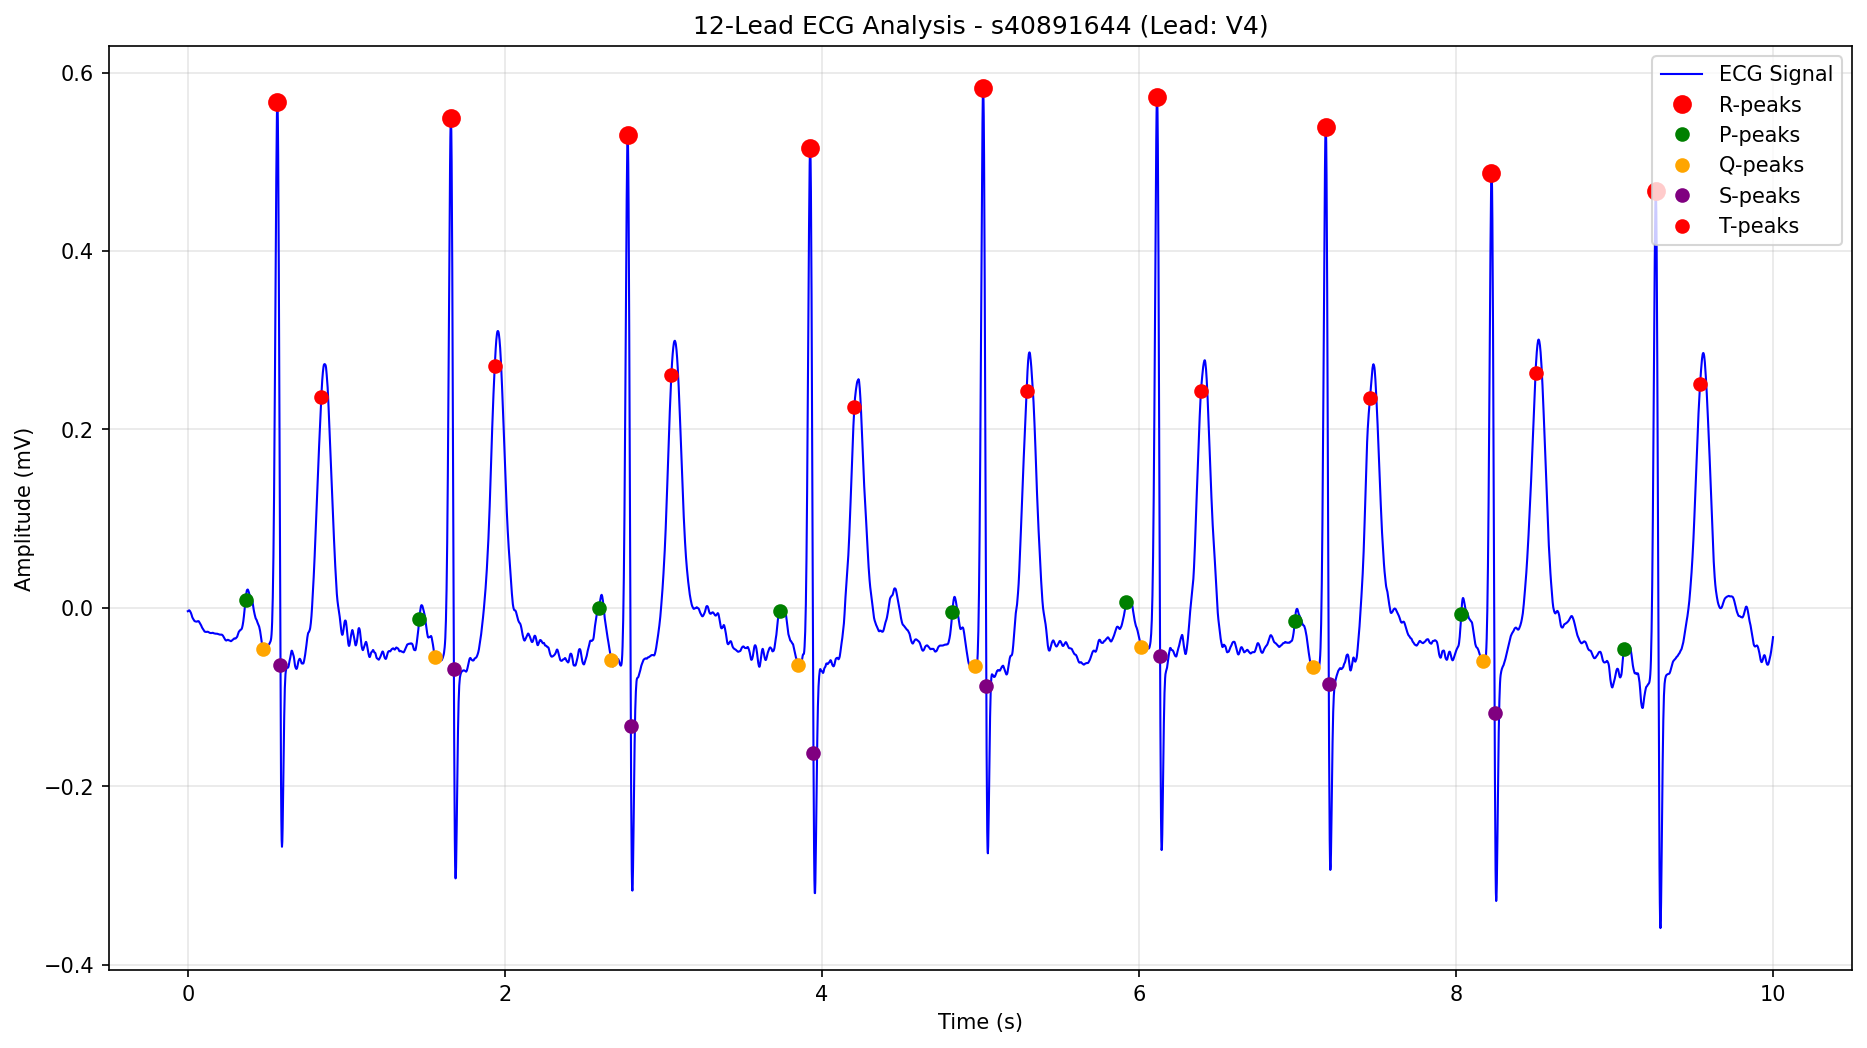 12-Lead ECG Analysis - s40891644 (Lead: V4)
ECG Signal
R-peaks
P-peaks
Q-peaks
S-peaks
T-peaks
Amplitude (mV)
0.6
0.4
0.2
0.0
−0.2
−0.4
0
2
4
6
8
10
Time (s)